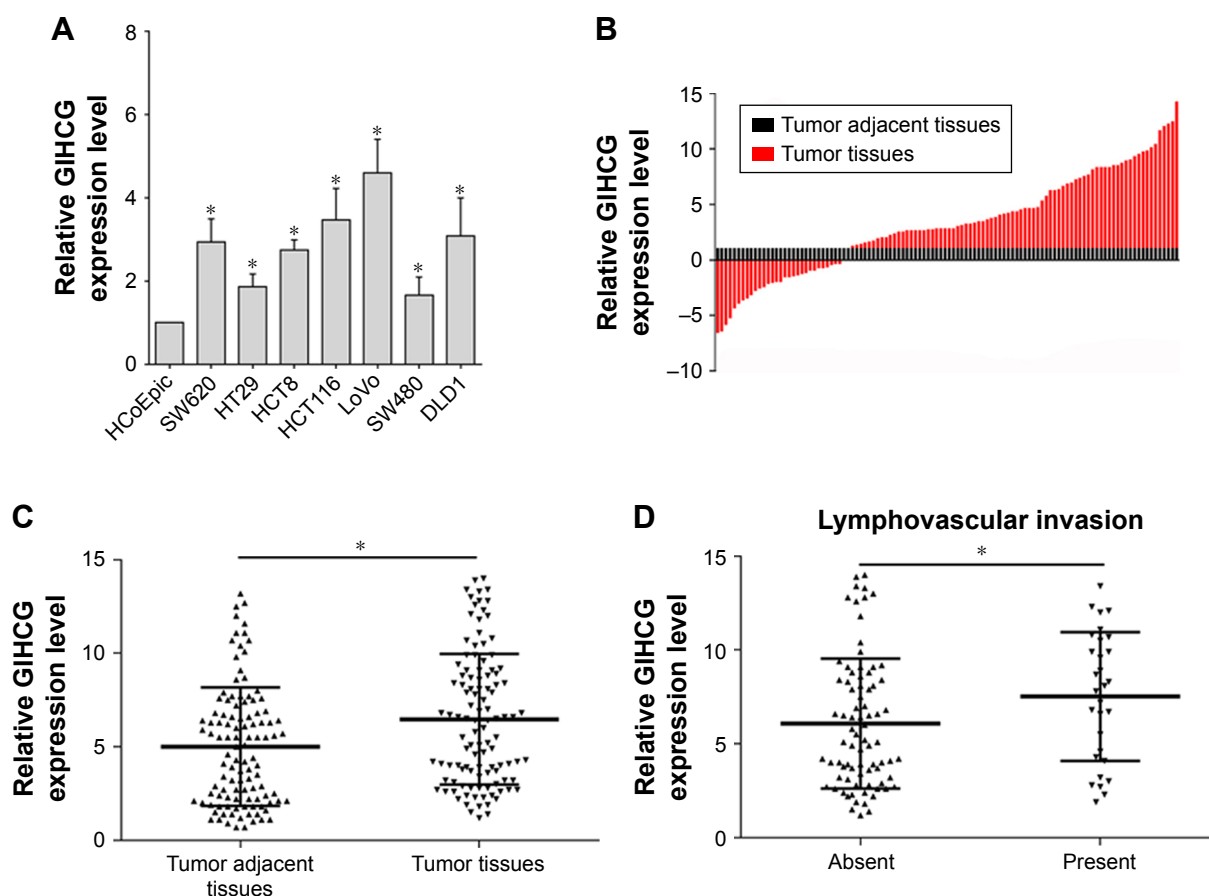 A
Relative GIHCG
expression level
8
6
4
2
0
*
*
*
*
*
*
*
HCoEpic
SW620
HT29
HCT8
HCT116
LoVo
SW480
DLD1
B
Relative GIHCG
expression level
15
10
5
0
–5
–10
Tumor adjacent tissues
Tumor tissues
C
Relative GIHCG
expression level
15
10
5
0
*
Tumor adjacent
tissues
Tumor tissues
D
Lymphovascular invasion
Relative GIHCG
expression level
15
10
5
0
*
Absent
Present